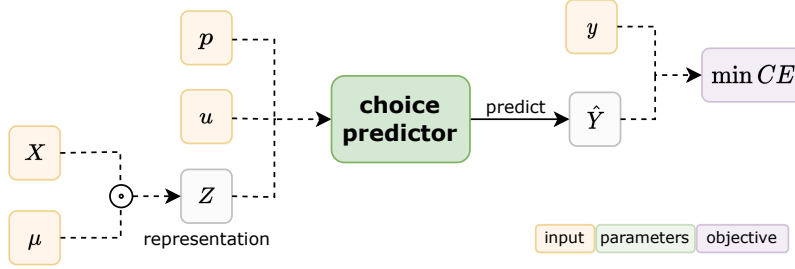 p
y
u
choice
predictor
predict
Ŷ
min CE
X
Z
μ
representation
input
parameters
objective